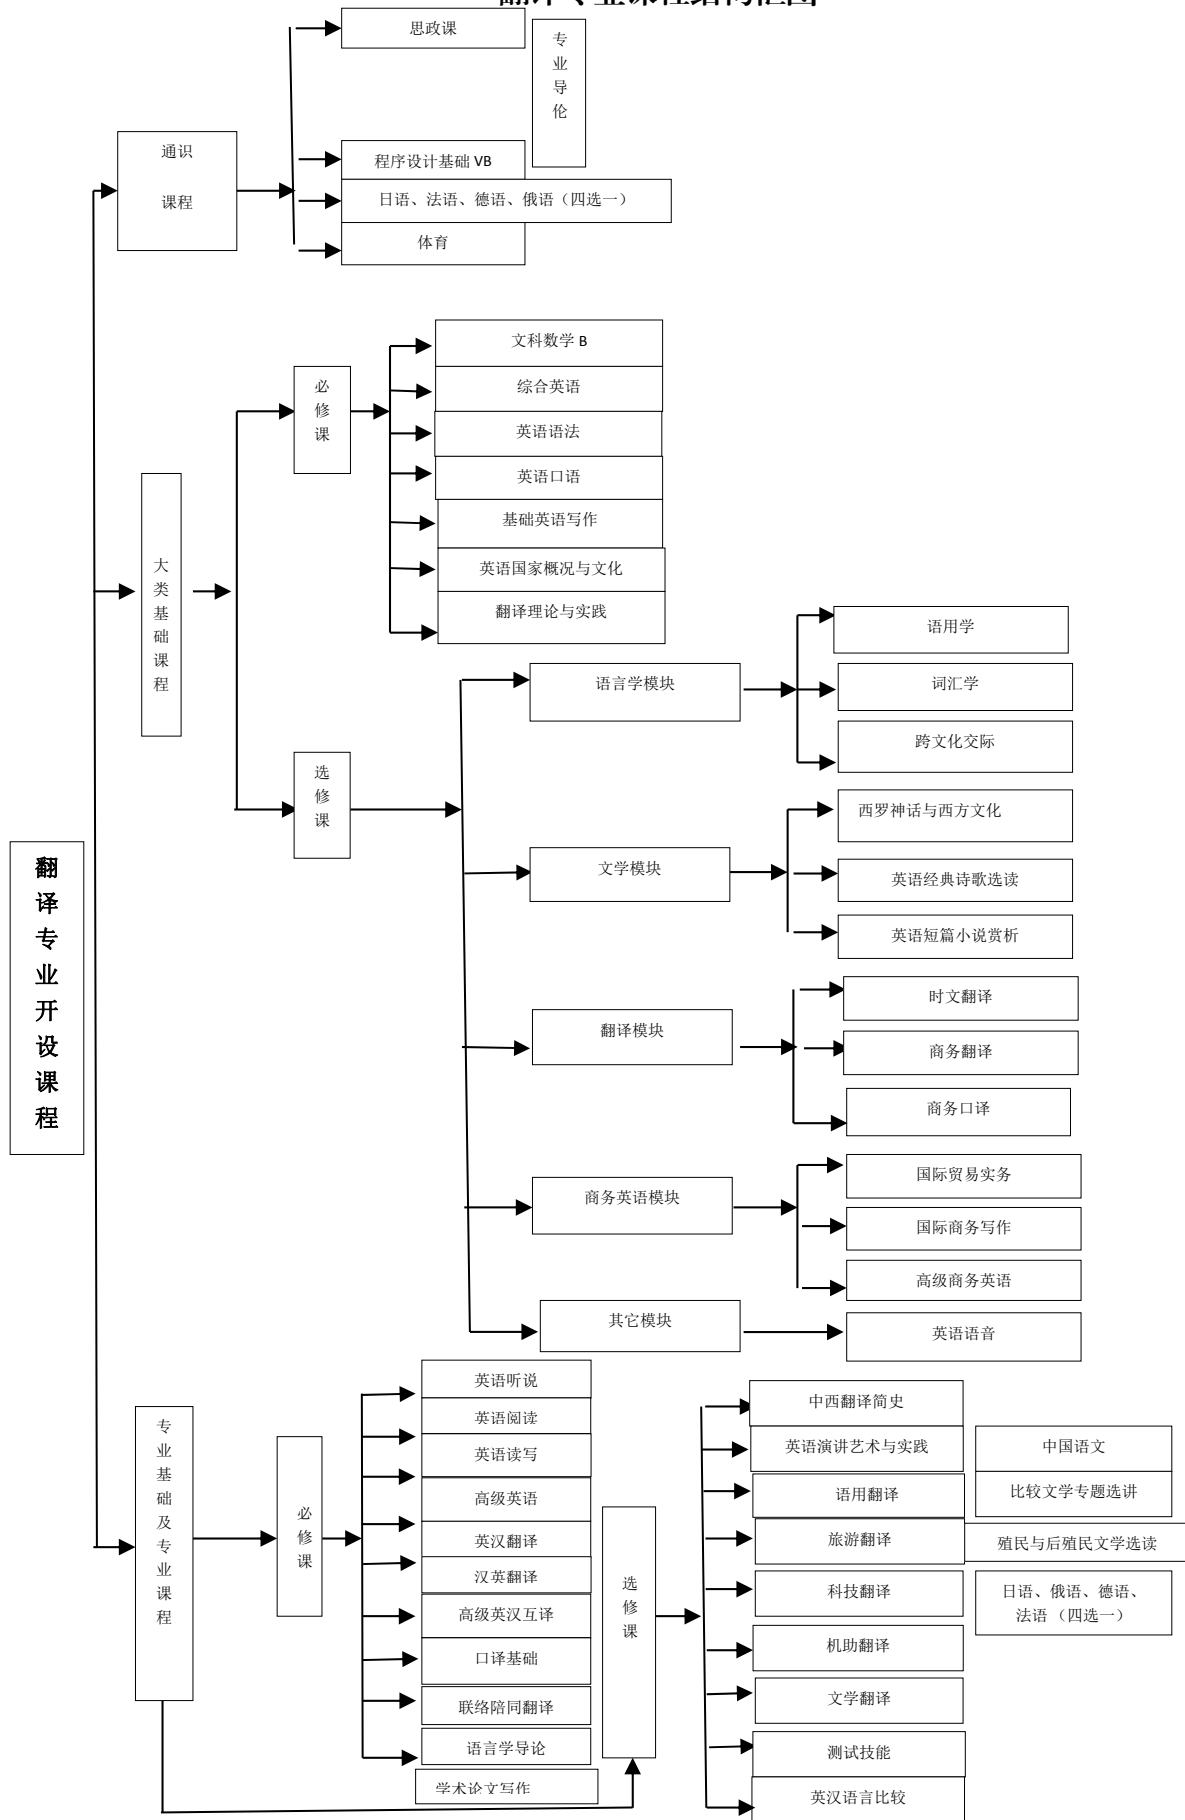 翻译专业课程结构框图
思政课
专业导伦
通识
课程
程序设计基础 VB
日语、法语、德语、俄语（四选一）
体育
文科数学 B
必修课
综合英语
英语语法
英语口语
基础英语写作
英语国家概况与文化
翻译理论与实践
大类基础课程
选修课
语言学模块
语用学
词汇学
跨文化交际
文学模块
西罗神话与西方文化
英语经典诗歌选读
英语短篇小说赏析
翻译专业开设课程
翻译模块
时文翻译
商务翻译
商务口译
商务英语模块
国际贸易实务
国际商务写作
高级商务英语
其它模块
英语语音
专业基础及专业课程
必修课
英语听说
英语阅读
英语读写
高级英语
英汉翻译
汉英翻译
高级英汉互译
口译基础
联络陪同翻译
语言学导论
学术论文写作
选修课
中西翻译简史
英语演讲艺术与实践
语用翻译
旅游翻译
科技翻译
机助翻译
文学翻译
测试技能
英汉语言比较
中国语文
比较文学专题选讲
殖民与后殖民文学选读
日语、俄语、德语、
法语 （四选一）